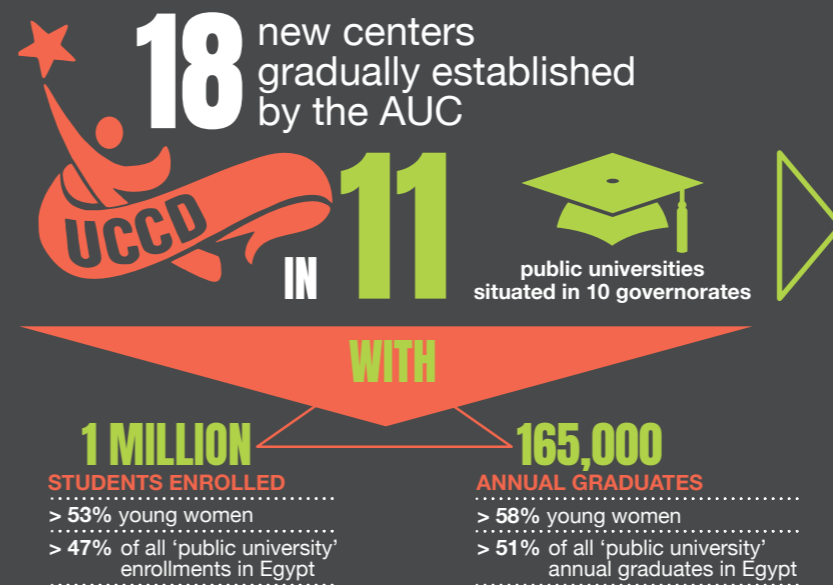 18
new centers
gradually established
by the AUC
UCCD
IN
11
public universities
situated in 10 governorates
WITH
1 MILLION
STUDENTS ENROLLED
> 53% young women
> 47% of all ‘public university’
enrollments in Egypt
165,000
ANNUAL GRADUATES
> 58% young women
> 51% of all ‘public university’
annual graduates in Egypt